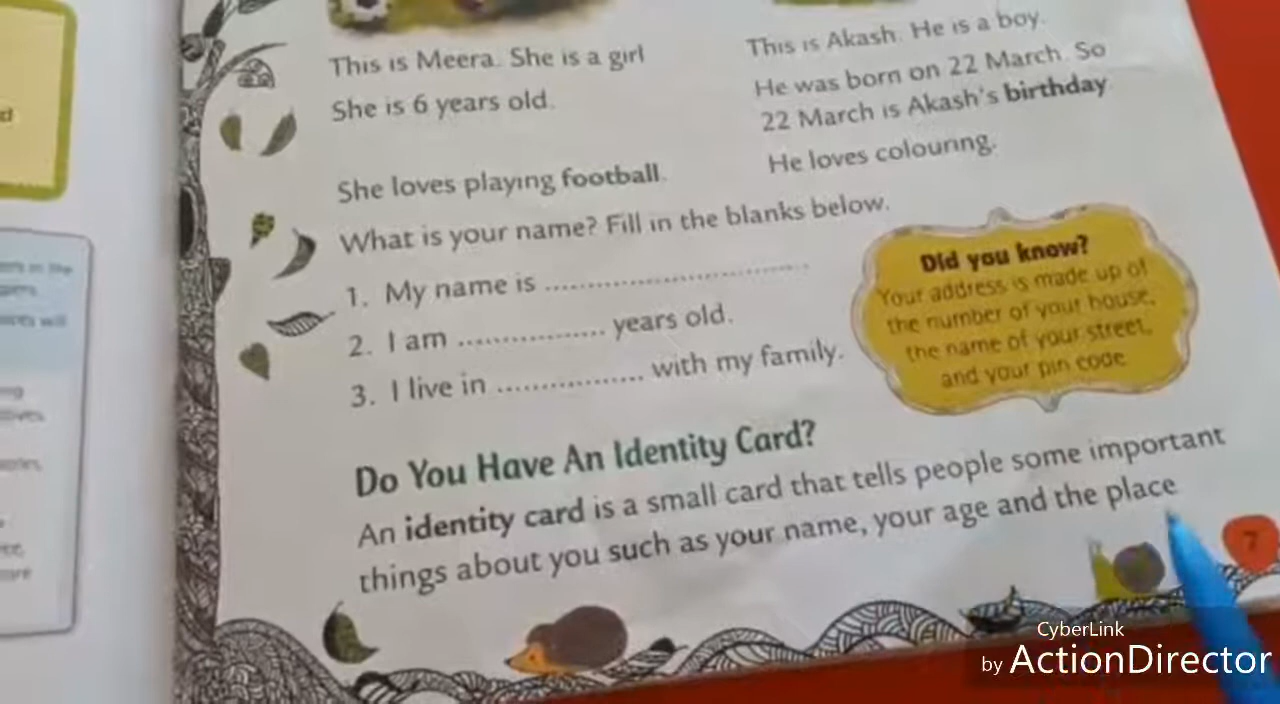 This is Meera. She is a girl
She is 6 years old.
She loves playing football.
This is Akash. He is a boy.
He was born on 22 March. So
22 March is Akash's birthday
He loves colouring.
What is your name? Fill in the blanks below.
1. My name is ................................
2. I am .................. years old.
3. I live in .................. with my family.
Did you know?
Your address is made up of
the number of your house,
the name of your street,
and your pin code
Do You Have An Identity Card?
An identity card is a small card that tells people some important
things about you such as your name, your age and the place
7
CyberLink
by ActionDirector